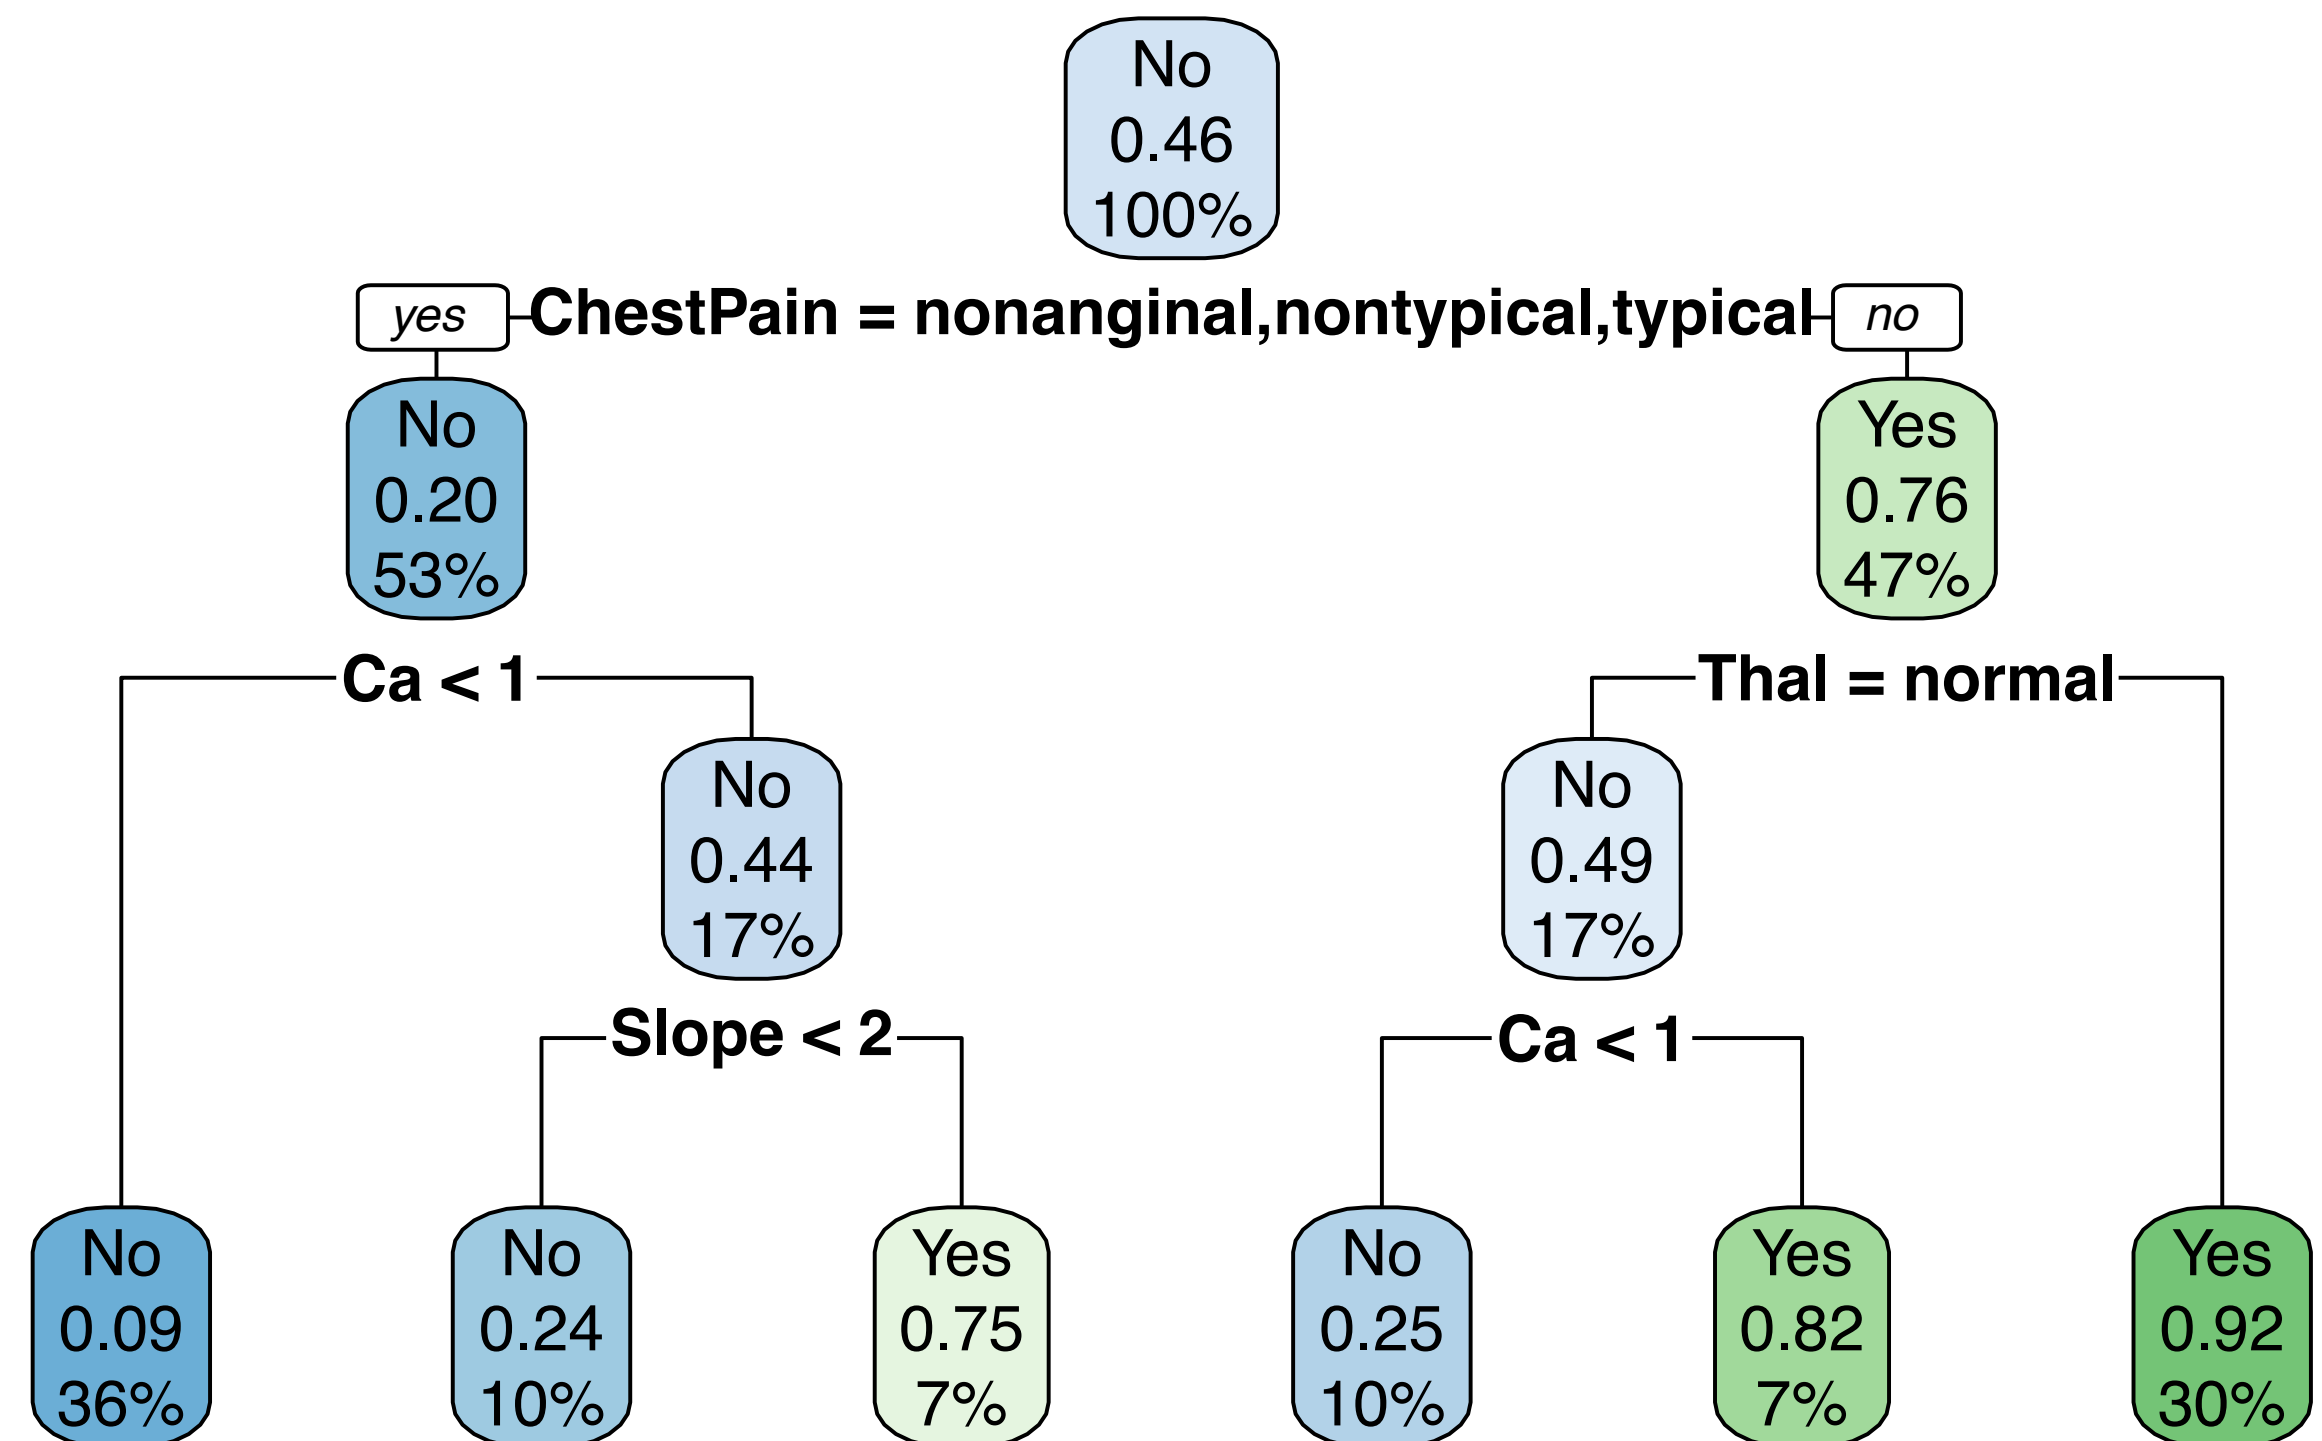 No
0.46
100%
yes
ChestPain = nonanginal,nontypical,typical
no
No
0.20
53%
Yes
0.76
47%
Ca < 1
Thal = normal
No
0.44
17%
No
0.49
17%
Slope < 2
Ca < 1
No
0.09
36%
No
0.24
10%
Yes
0.75
7%
No
0.25
10%
Yes
0.82
7%
Yes
0.92
30%